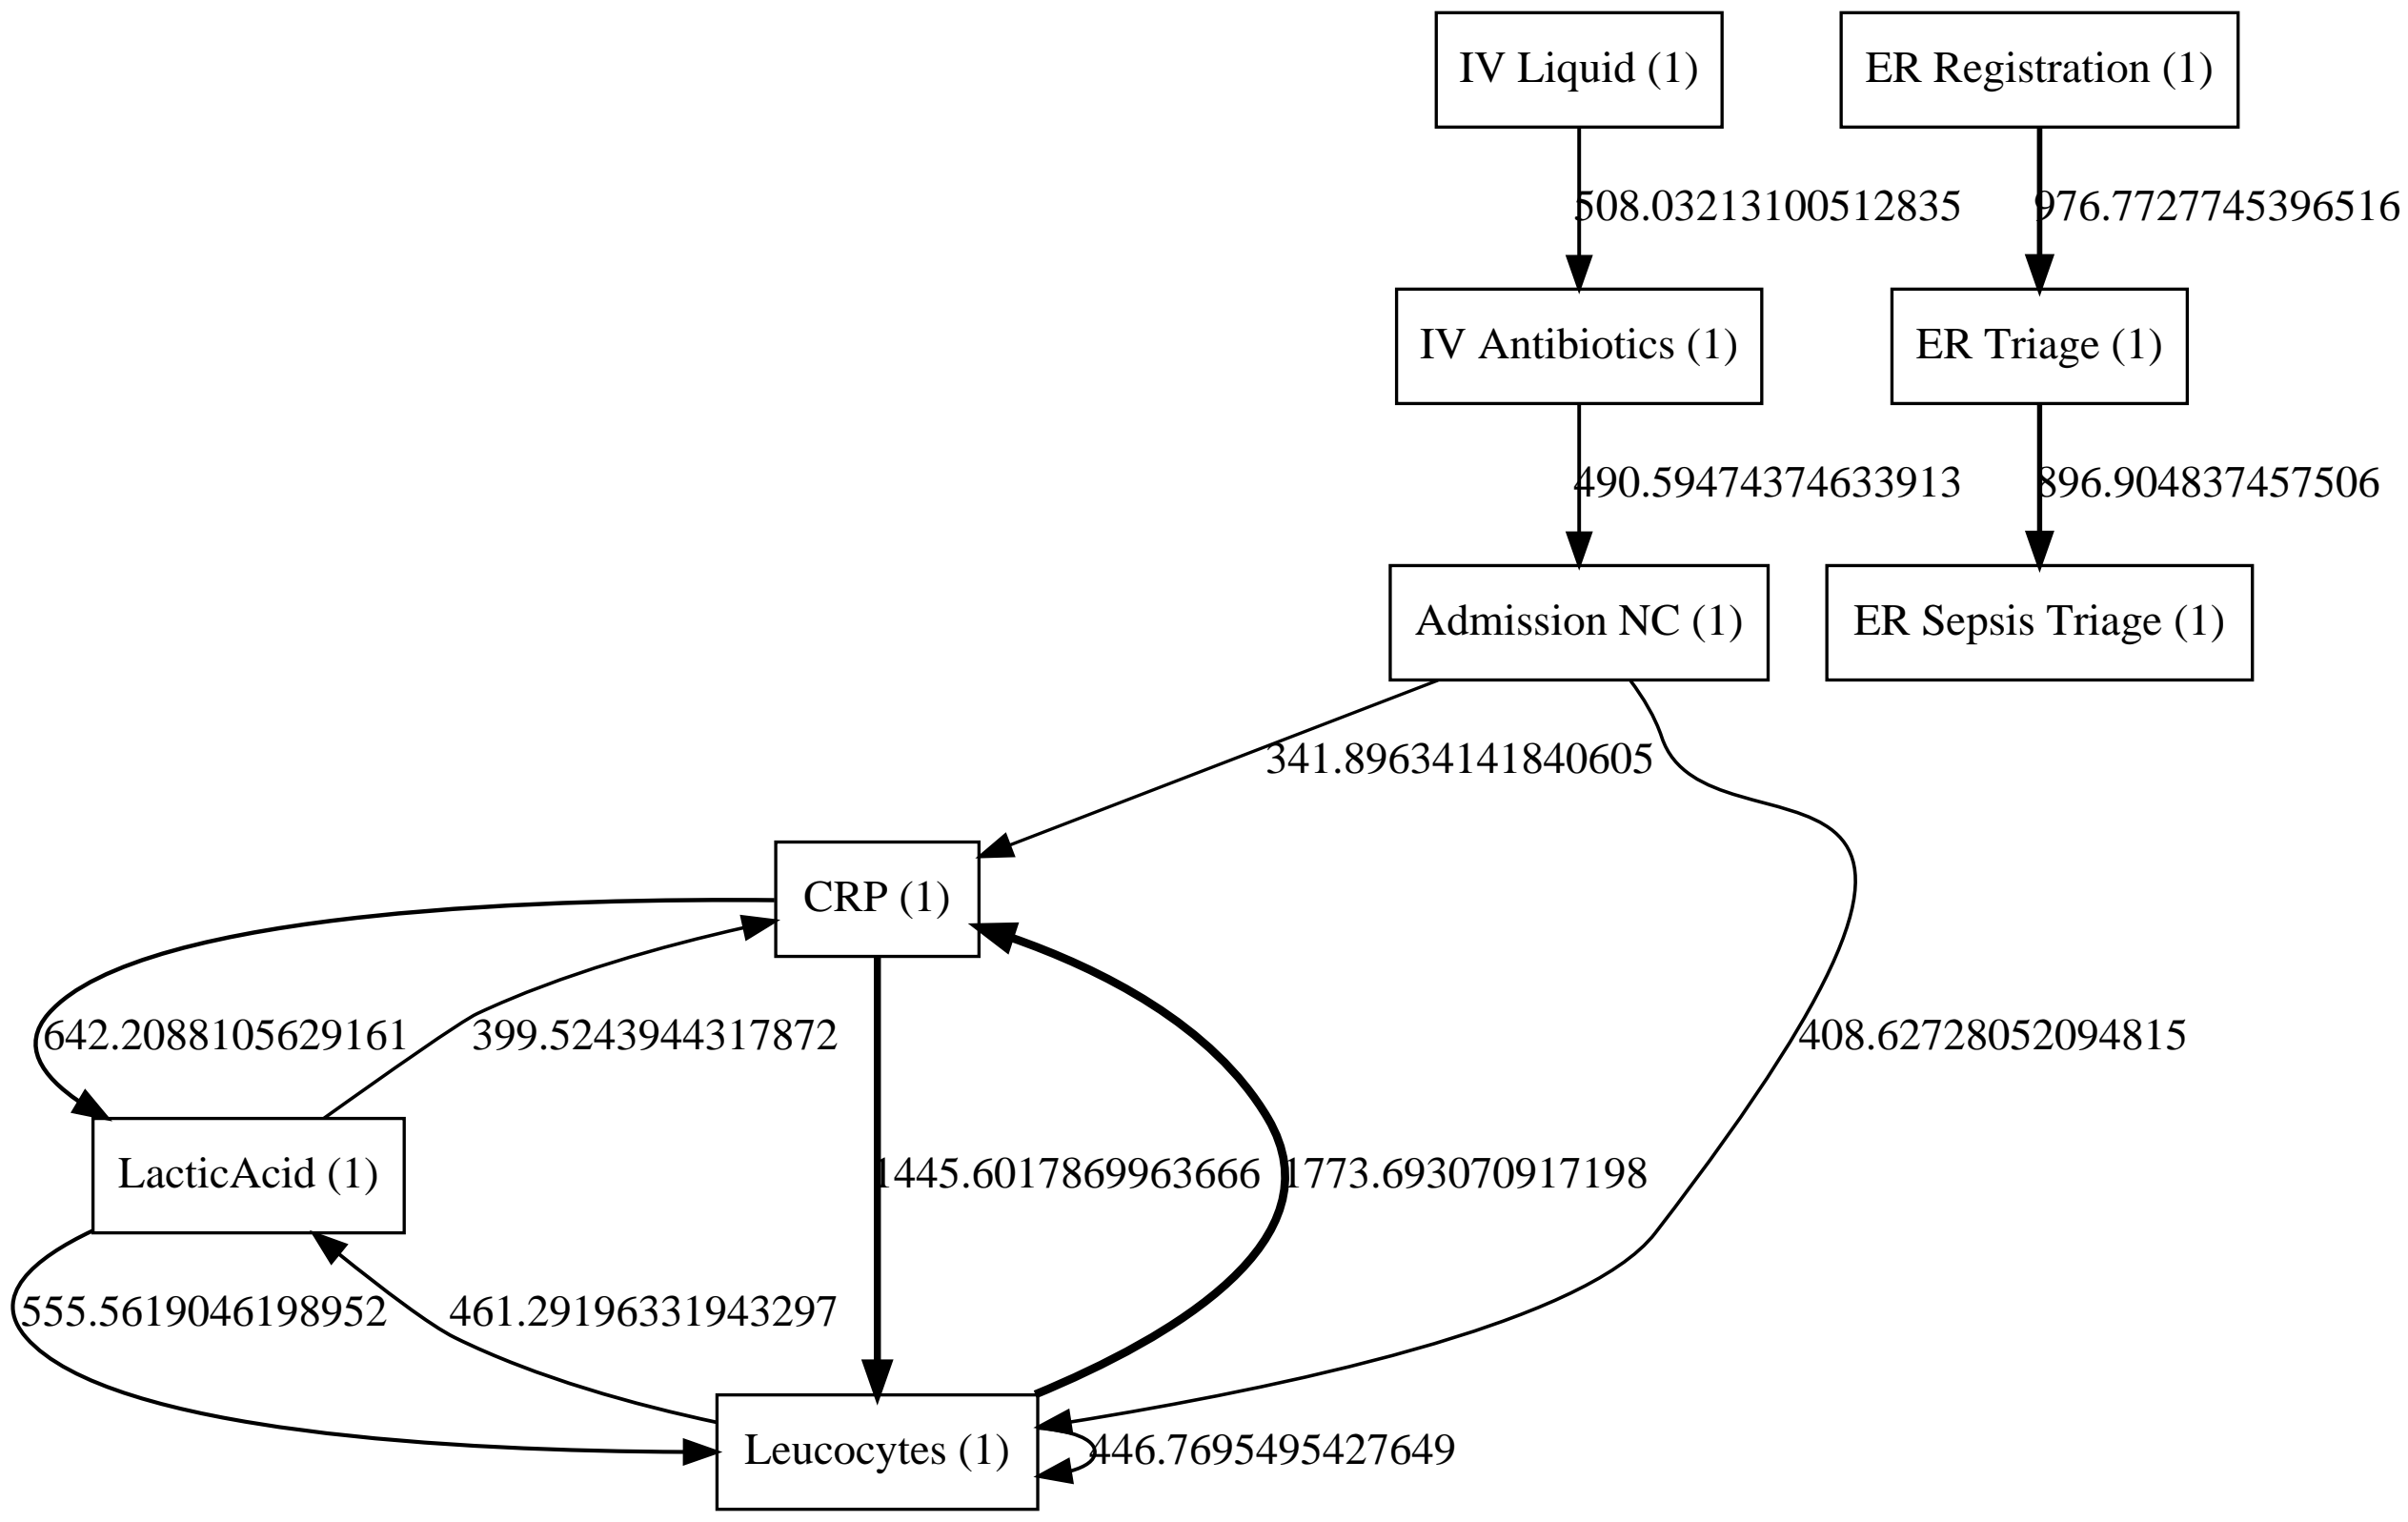 IV Liquid (1)
ER Registration (1)
508.03213100512835
976.7727745396516
IV Antibiotics (1)
ER Triage (1)
490.59474374633913
896.904837457506
Admission NC (1)
ER Sepsis Triage (1)
341.89634141840605
CRP (1)
642.2088105629161
399.5243944317872
408.62728052094815
LacticAcid (1)
1445.6017869963666
1773.693070917198
555.5619046198952
461.29196331943297
Leucocytes (1)
446.7695495427649